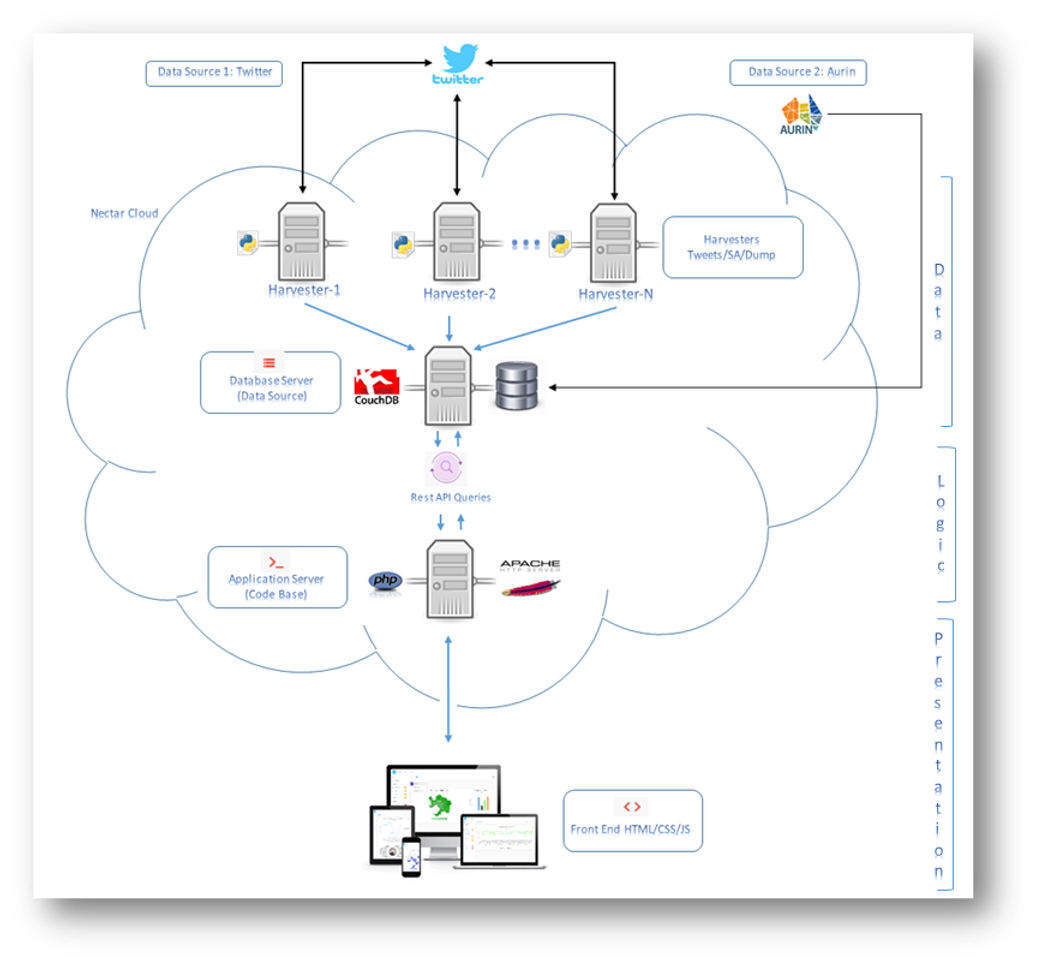 Data Source 1: Twitter
twitter
Data Source 2: Aurin
AURIN
Nectar Cloud
Harvesters
Tweets/SA/Dump
Harvester-1
Harvester-2
Harvester-N
Data
Database Server
(Data Source)
CouchDB
Rest API Queries
Logic
Application Server
(Code Base)
php
APACHE
HTTP SERVER
Presentation
Front End HTML/CSS/JS